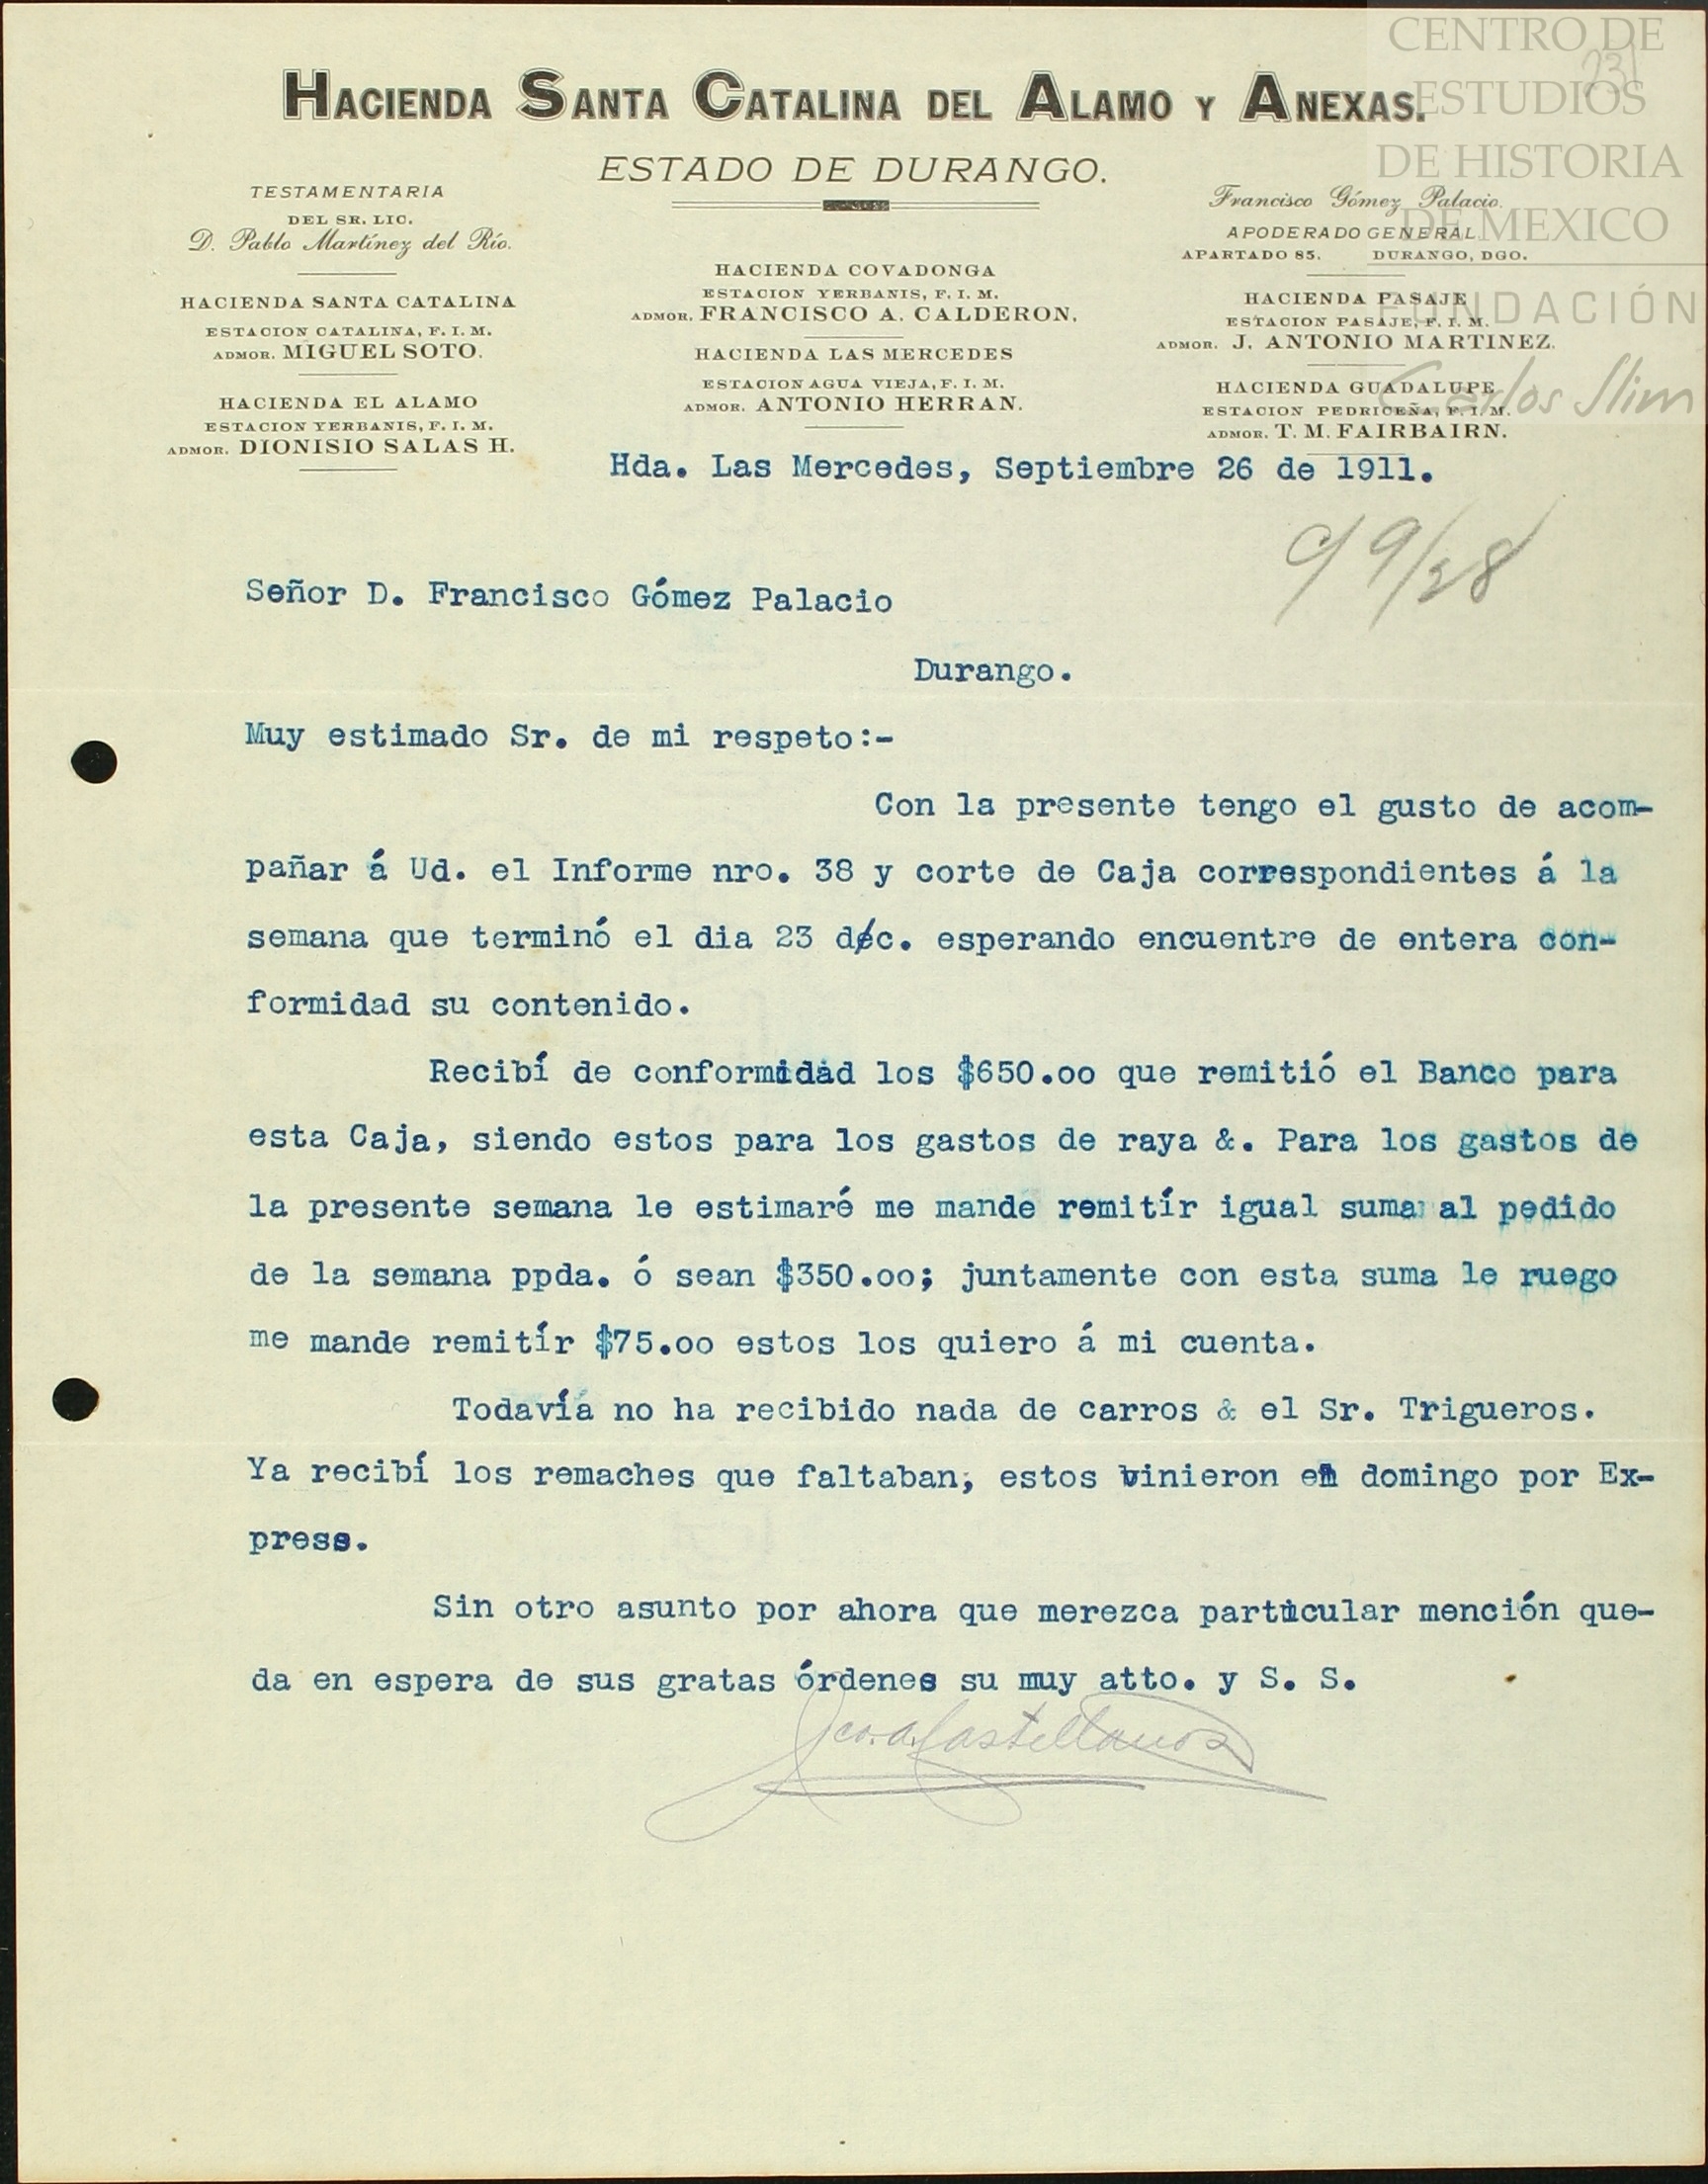 HACIENDA SANTA CATALINA DEL ALAMO Y ANEXAS.
ESTADO DE DURANGO.
TESTAMENTARIA
DEL SR. LIC.
D. Pablo Martínez del Río.
HACIENDA SANTA CATALINA
ESTACION CATALINA, F. I. M.
ADMOR. MIGUEL SOTO.
HACIENDA EL ALAMO
ESTACION YERBANIS, F. I. M.
ADMOR. DIONISIO SALAS H.
HACIENDA COVADONGA
ESTACION YERBANIS, F. I. M.
ADMOR. FRANCISCO A. CALDERON.
HACIENDA LAS MERCEDES
ESTACION AGUA VIEJA, F. I. M.
ADMOR. ANTONIO HERRAN.
Francisco Gómez Palacio.
APODERADO GENERAL
APARTADO 85. DURANGO, DGO.
HACIENDA PASAJE
ESTACION PASAJE, F. I. M.
ADMOR. J. ANTONIO MARTINEZ.
HACIENDA GUADALUPE
ESTACION PEDRICEÑA, F. I. M.
ADMOR. T. M. FAIRBAIRN.
CENTRO DE
ESTUDIOS
DE HISTORIA
DE MEXICO
FUNDACIÓN
Carlos Slim
231
Hda. Las Mercedes, Septiembre 26 de 1911.
9/28
Señor D. Francisco Gómez Palacio
Durango.
Muy estimado Sr. de mi respeto:-
Con la presente tengo el gusto de acom-
pañar á Ud. el Informe nro. 38 y corte de Caja correspondientes á la
semana que terminó el dia 23 d/c. esperando encuentre de entera con-
formidad su contenido.
Recibí de conformidad los $650.oo que remitió el Banco para
esta Caja, siendo estos para los gastos de raya &. Para los gastos de
la presente semana le estimaré me mande remitír igual suma al pedido
de la semana ppda. ó sean $350.oo; juntamente con esta suma le ruego
me mande remitír $75.oo estos los quiero á mi cuenta.
Todavía no ha recibido nada de carros & el Sr. Trigueros.
Ya recibí los remaches que faltaban, estos vinieron en domingo por Ex-
press.
Sin otro asunto por ahora que merezca particular mención que-
da en espera de sus gratas órdenes su muy atto. y S. S.
Fco. A. Castellanos